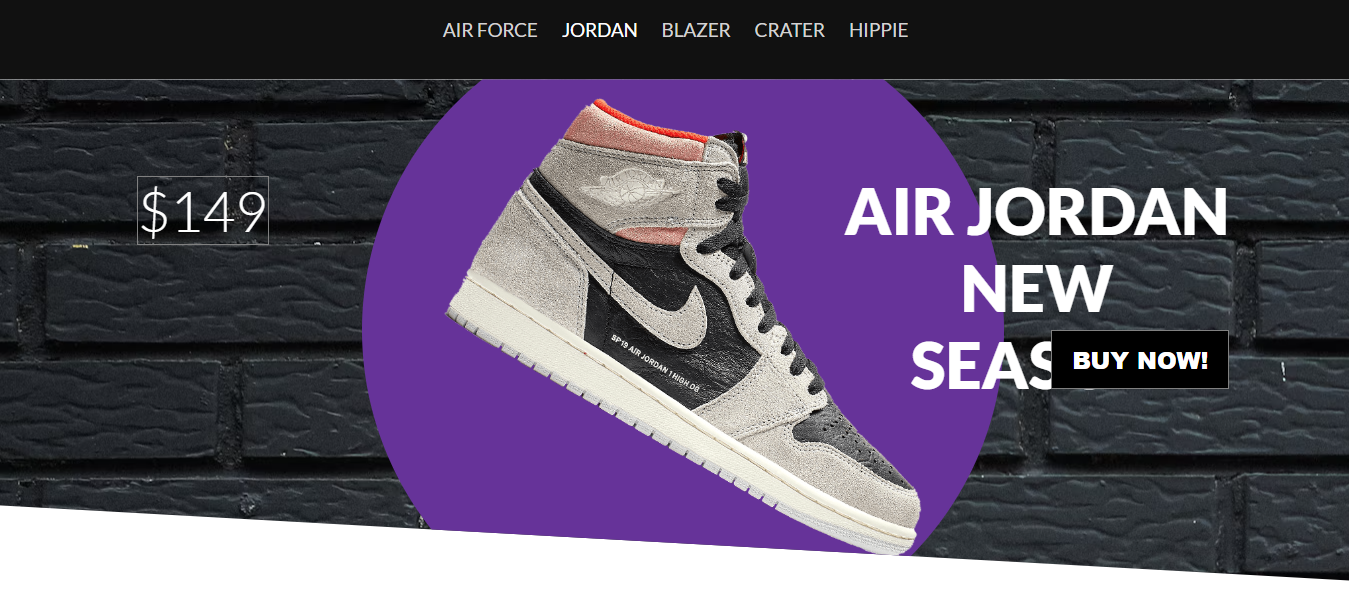 AIR FORCE JORDAN BLAZER CRATER HIPPIE
$149
AIR JORDAN
NEW
SEAS
BUY NOW!
SP19 AIR JORDAN 1 HIGH OG